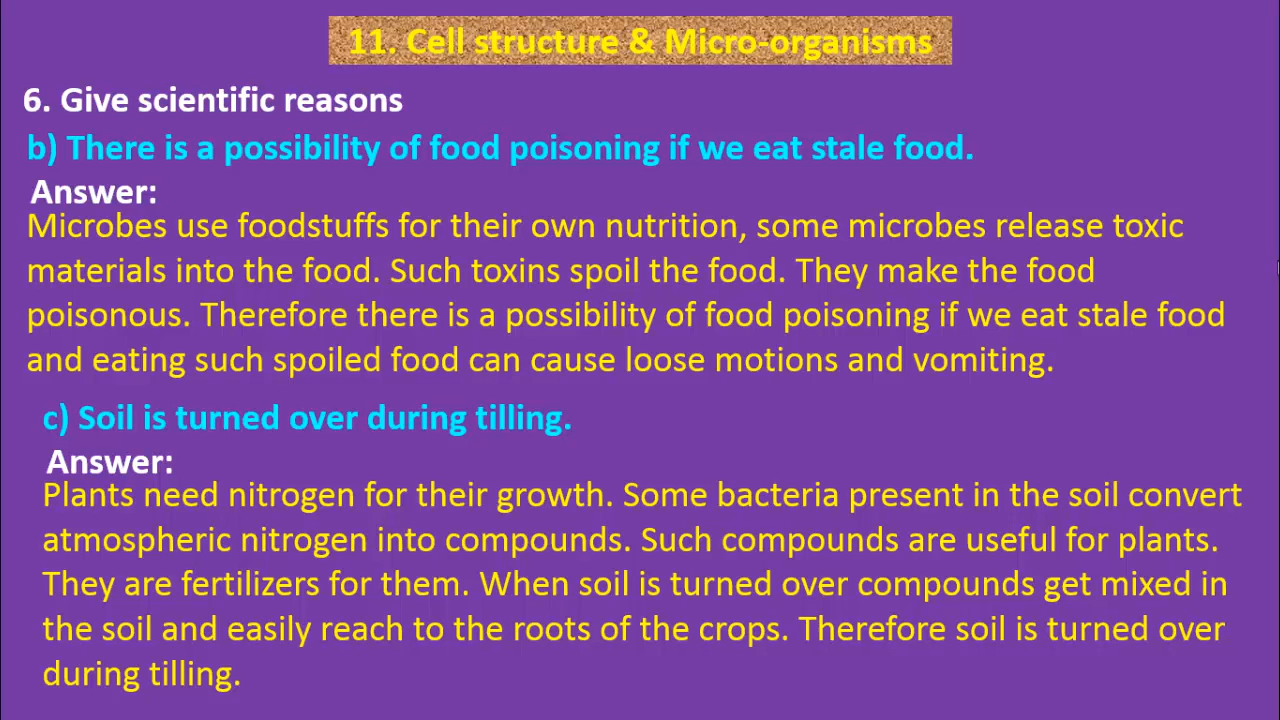 11. Cell structure & Micro-organisms
6. Give scientific reasons
b) There is a possibility of food poisoning if we eat stale food.
Answer:
Microbes use foodstuffs for their own nutrition, some microbes release toxic
materials into the food. Such toxins spoil the food. They make the food
poisonous. Therefore there is a possibility of food poisoning if we eat stale food
and eating such spoiled food can cause loose motions and vomiting.
c) Soil is turned over during tilling.
Answer:
Plants need nitrogen for their growth. Some bacteria present in the soil convert
atmospheric nitrogen into compounds. Such compounds are useful for plants.
They are fertilizers for them. When soil is turned over compounds get mixed in
the soil and easily reach to the roots of the crops. Therefore soil is turned over
during tilling.